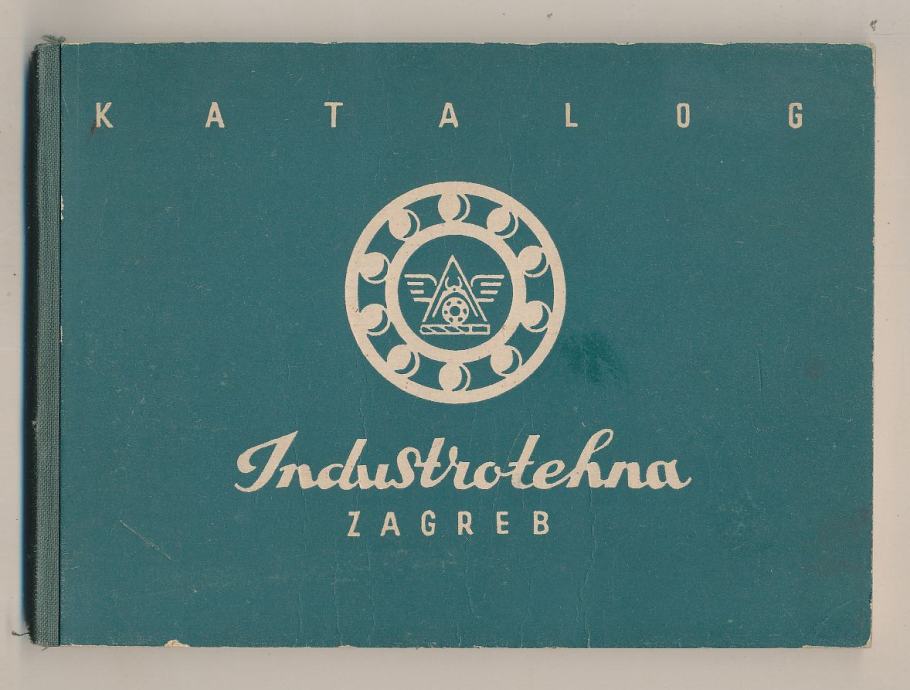 KATALOG
Industrotehna
ZAGREB